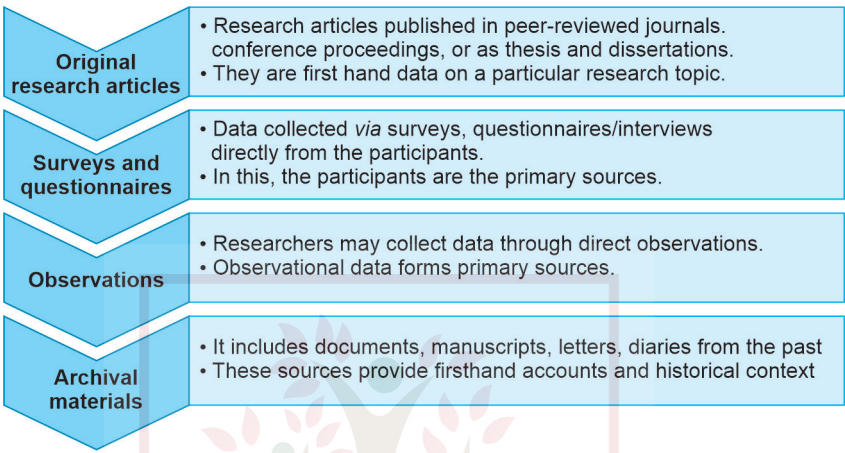 Original
research articles
• Research articles published in peer-reviewed journals.
conference proceedings, or as thesis and dissertations.
• They are first hand data on a particular research topic.
Surveys and
questionnaires
• Data collected via surveys, questionnaires/interviews
directly from the participants.
• In this, the participants are the primary sources.
Observations
• Researchers may collect data through direct observations.
• Observational data forms primary sources.
Archival
materials
• It includes documents, manuscripts, letters, diaries from the past
• These sources provide firsthand accounts and historical context